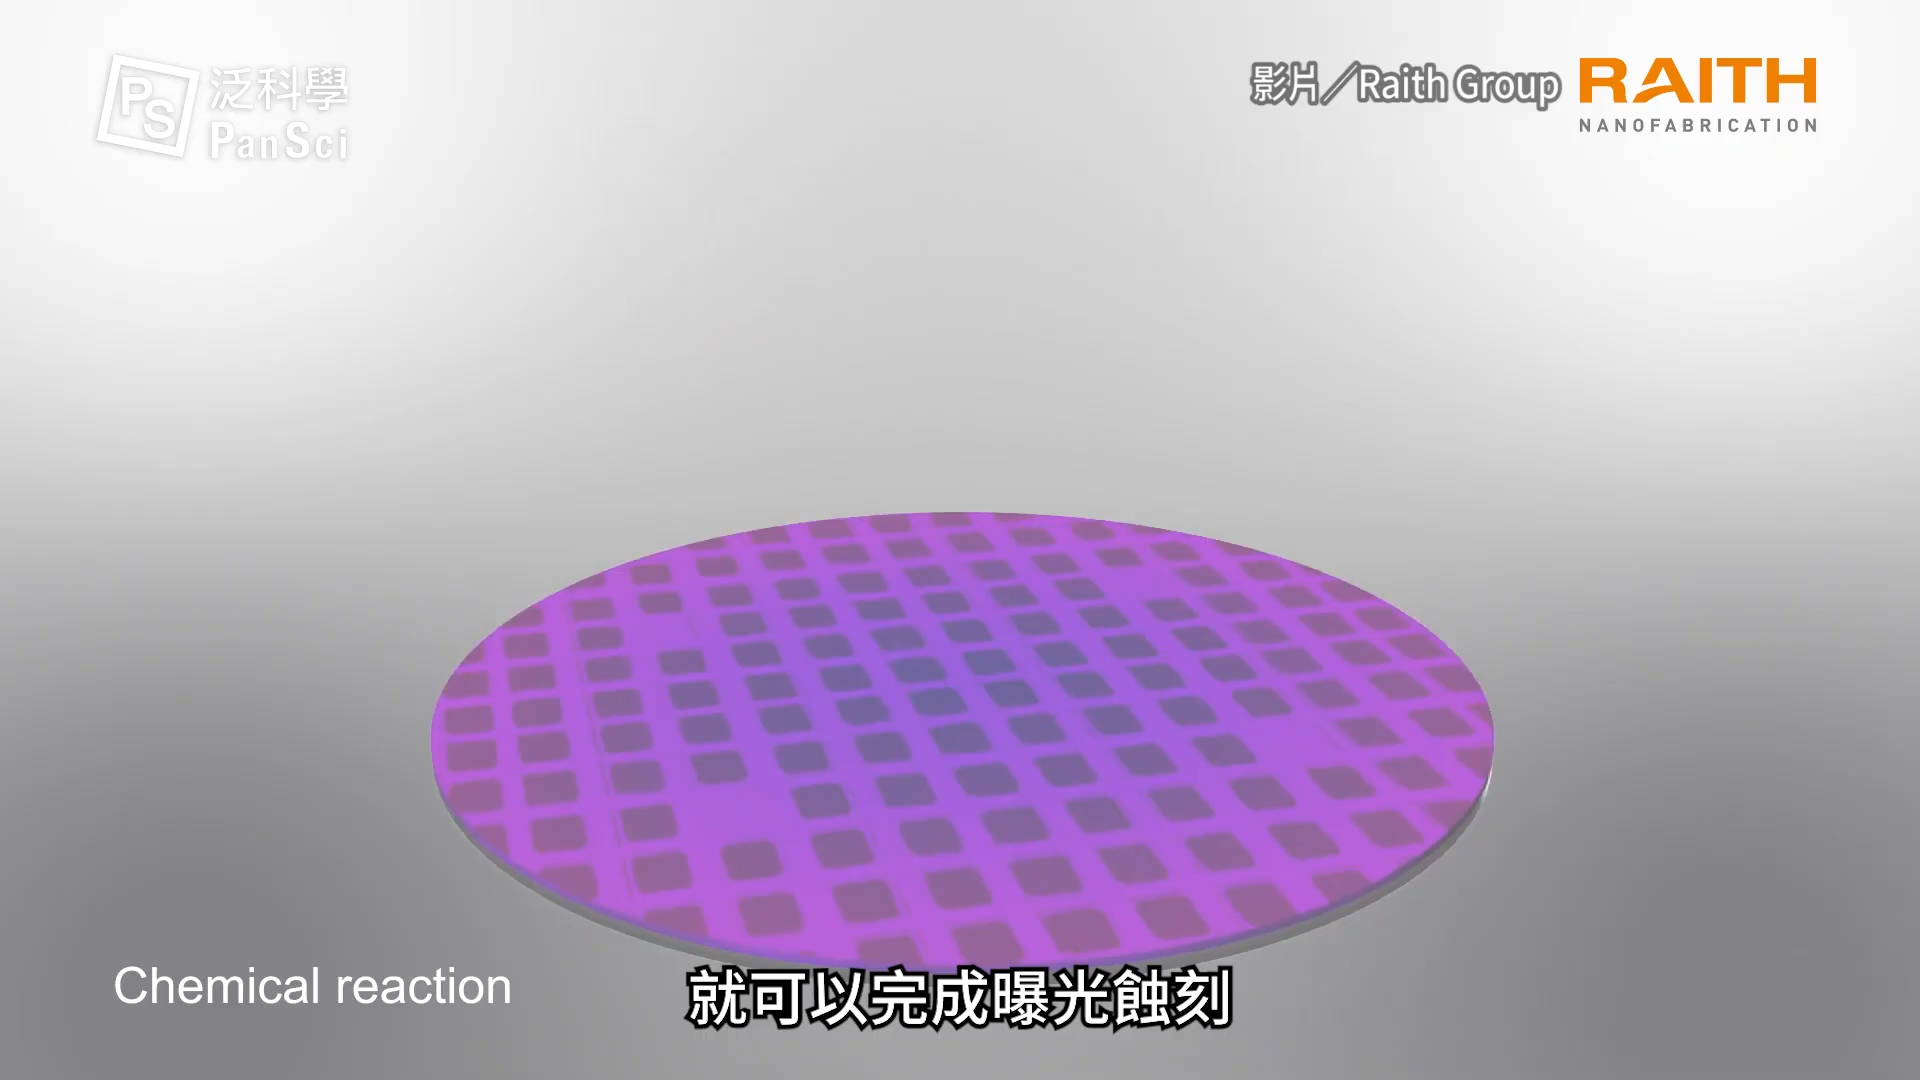 PS
泛科學
PanSci
影片／Raith Group
RAITH
NANOFABRICATION
Chemical reaction
就可以完成曝光蝕刻